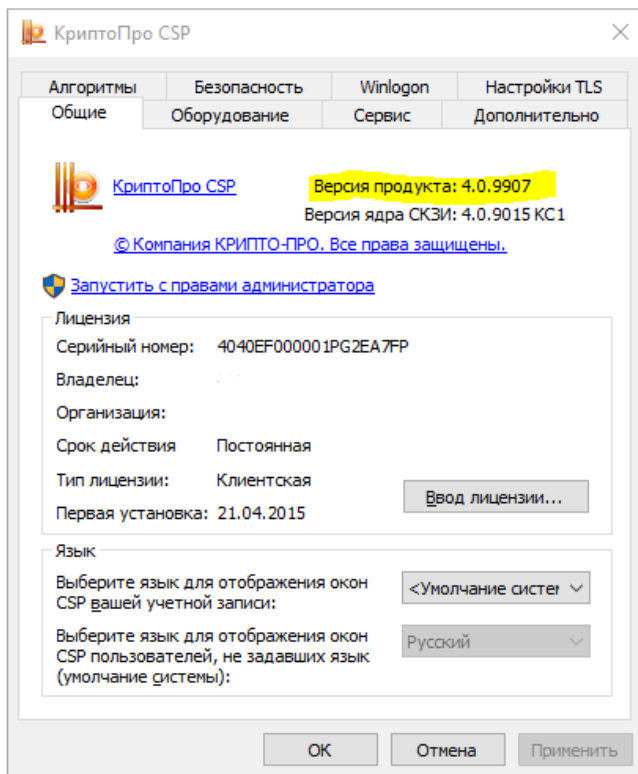 КриптоПро CSP
Алгоритмы Безопасность Winlogon Настройки TLS
Общие Оборудование Сервис Дополнительно
КриптоПро CSP Версия продукта: 4.0.9907
Версия ядра СКЗИ: 4.0.9015 КС1
© Компания КРИПТО-ПРО. Все права защищены.
Запустить с правами администратора
Лицензия
Серийный номер: 4040EF000001PG2EA7FP
Владелец:
Организация:
Срок действия Постоянная
Тип лицензии: Клиентская
Ввод лицензии...
Первая установка: 21.04.2015
Язык
Выберите язык для отображения окон
CSP вашей учетной записи:
<Умолчание систег
Выберите язык для отображения окон
CSP пользователей, не задавших язык
(умолчание системы):
Русский
ОК Отмена Применить